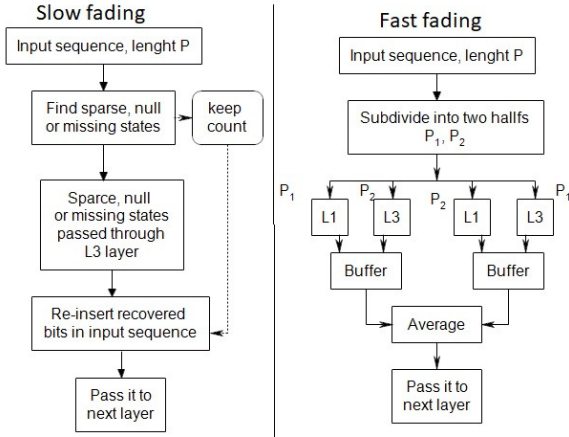 Slow fading
Input sequence, lenght P
Find sparse, null
or missing states
keep
count
Sparce, null
or missing states
passed through
L3 layer
Re-insert recovered
bits in input sequence
Pass it to
next layer
Fast fading
Input sequence, lenght P
Subdivide into two hallfs
P1, P2
P1
P2
P2
P1
L1
L3
L1
L3
Buffer
Buffer
Average
Pass it to
next layer